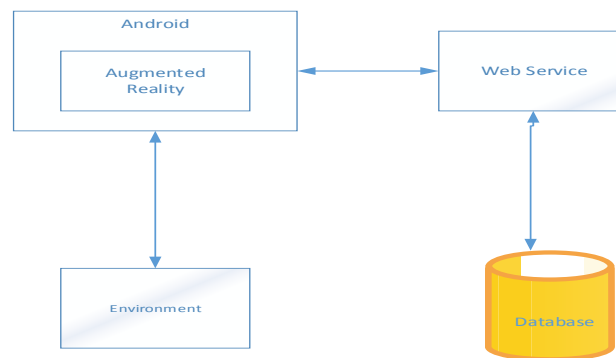 Android
Augmented
Reality
Web Service
Environment
Database